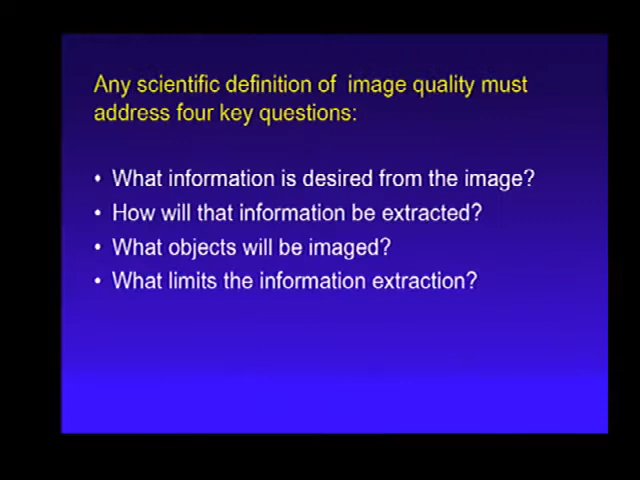 Any scientific definition of image quality must
address four key questions:
• What information is desired from the image?
• How will that information be extracted?
• What objects will be imaged?
• What limits the information extraction?